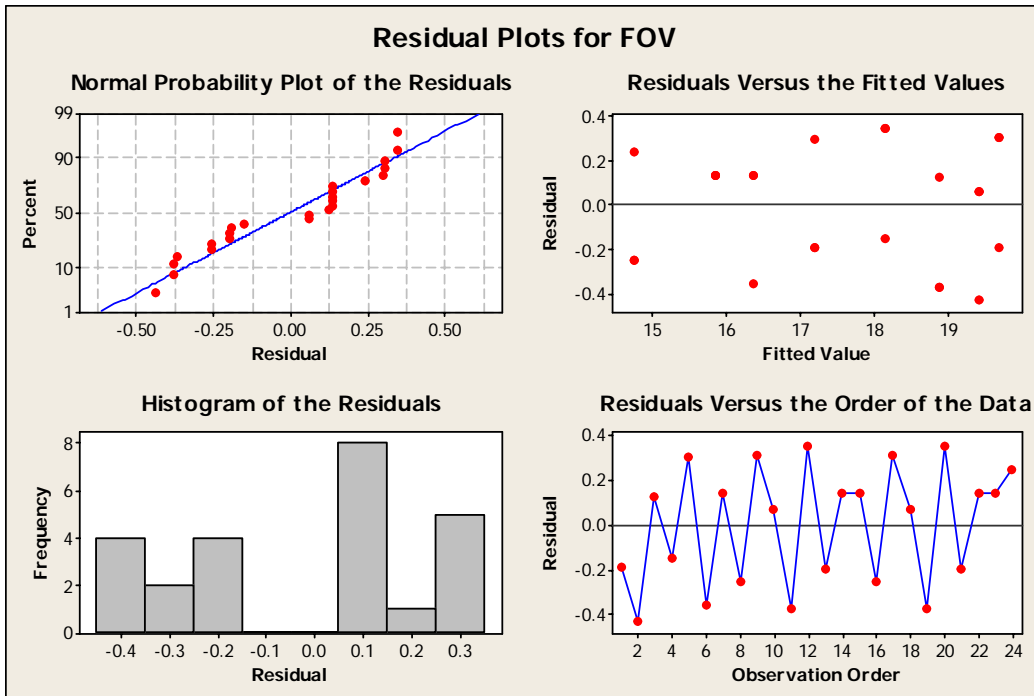 Residual Plots for FOV
Normal Probability Plot of the Residuals
99
90
50
10
1
Percent
-0.50 -0.25 0.00 0.25 0.50
Residual
Residuals Versus the Fitted Values
0.4
0.2
0.0
-0.2
-0.4
Residual
15 16 17 18 19
Fitted Value
Histogram of the Residuals
8
6
4
2
0
Frequency
-0.4 -0.3 -0.2 -0.1 0.0 0.1 0.2 0.3
Residual
Residuals Versus the Order of the Data
0.4
0.2
0.0
-0.2
-0.4
Residual
2 4 6 8 10 12 14 16 18 20 22 24
Observation Order